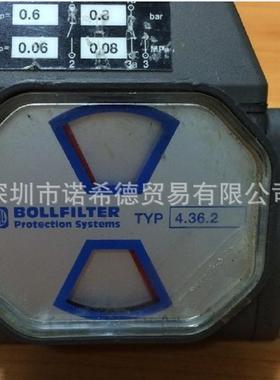 p= 0.6 0.8 bar
p= 0.06 0.08 MPa
2 3a 3
深圳市诺希德贸易有限公司
BOLLFILTER TYP 4.36.2
Protection Systems